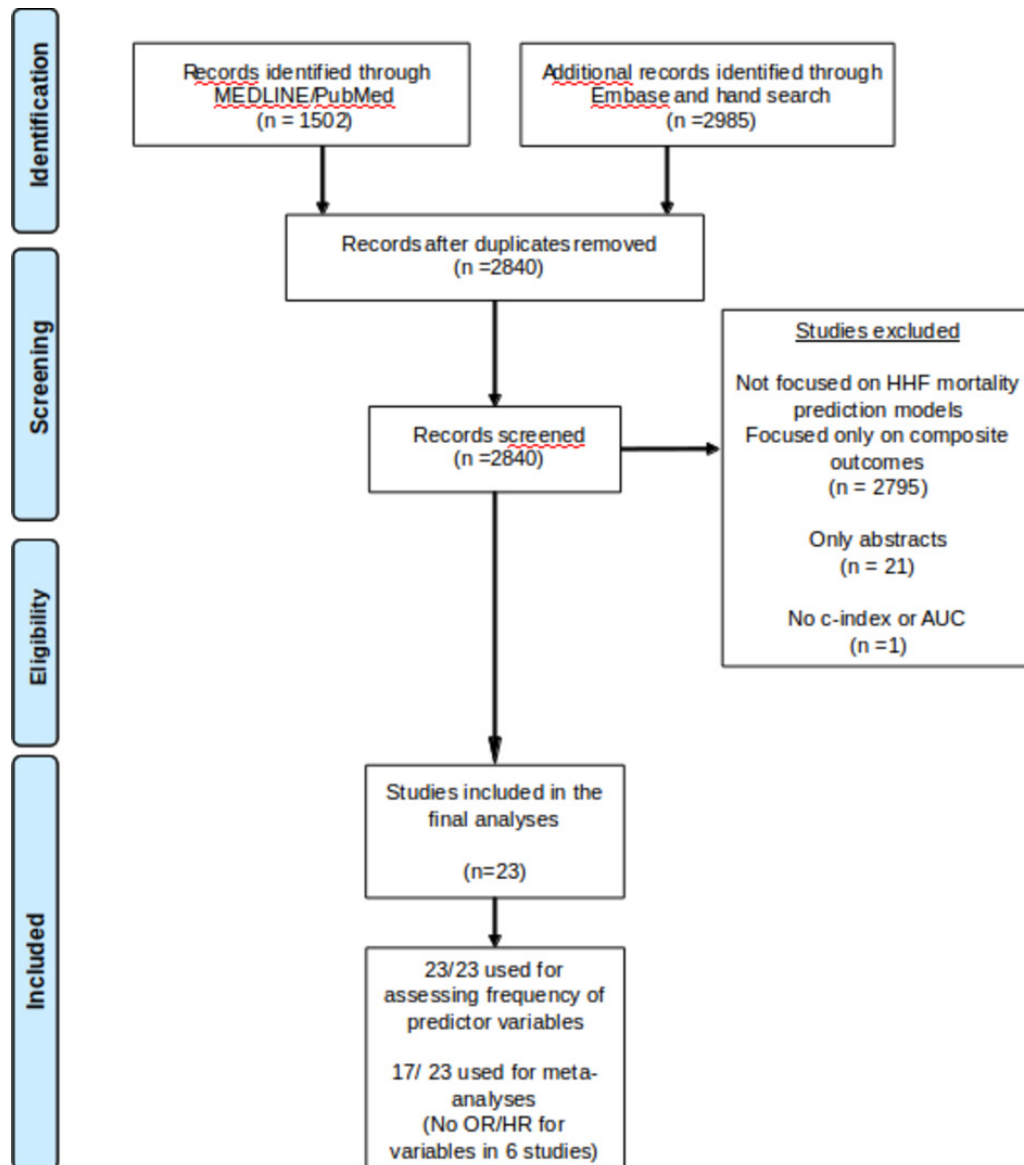 Identification
Records identified through
MEDLINE/PubMed
(n = 1502)
Additional records identified through
Embase and hand search
(n =2985)
Records after duplicates removed
(n =2840)
Screening
Records screened
(n =2840)
Studies excluded
Not focused on HHF mortality
prediction models
Focused only on composite
outcomes
(n = 2795)
Only abstracts
(n = 21)
No c-index or AUC
(n =1)
Eligibility
Included
Studies included in the
final analyses
(n=23)
23/23 used for
assessing frequency of
predictor variables
17/ 23 used for meta-
analyses
(No OR/HR for
variables in 6 studies)